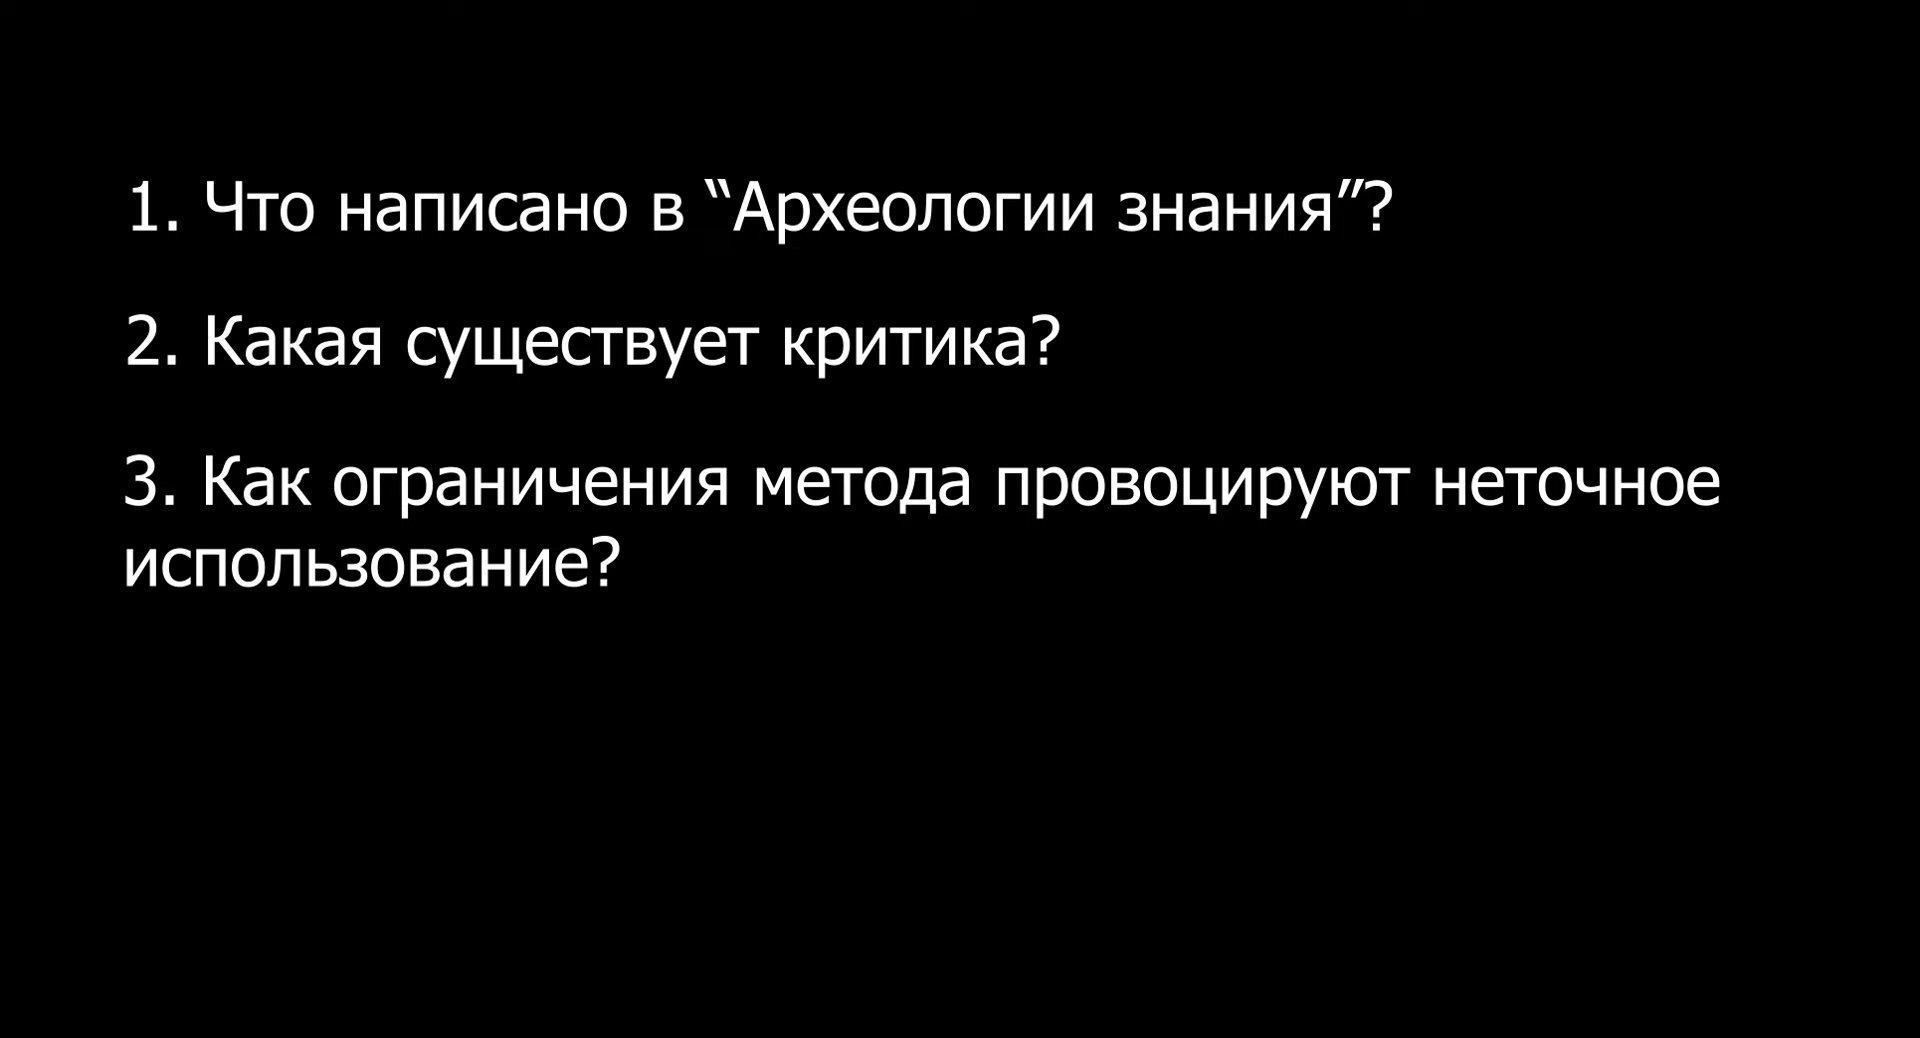 1. Что написано в “Археологии знания”?
2. Какая существует критика?
3. Как ограничения метода провоцируют неточное
использование?